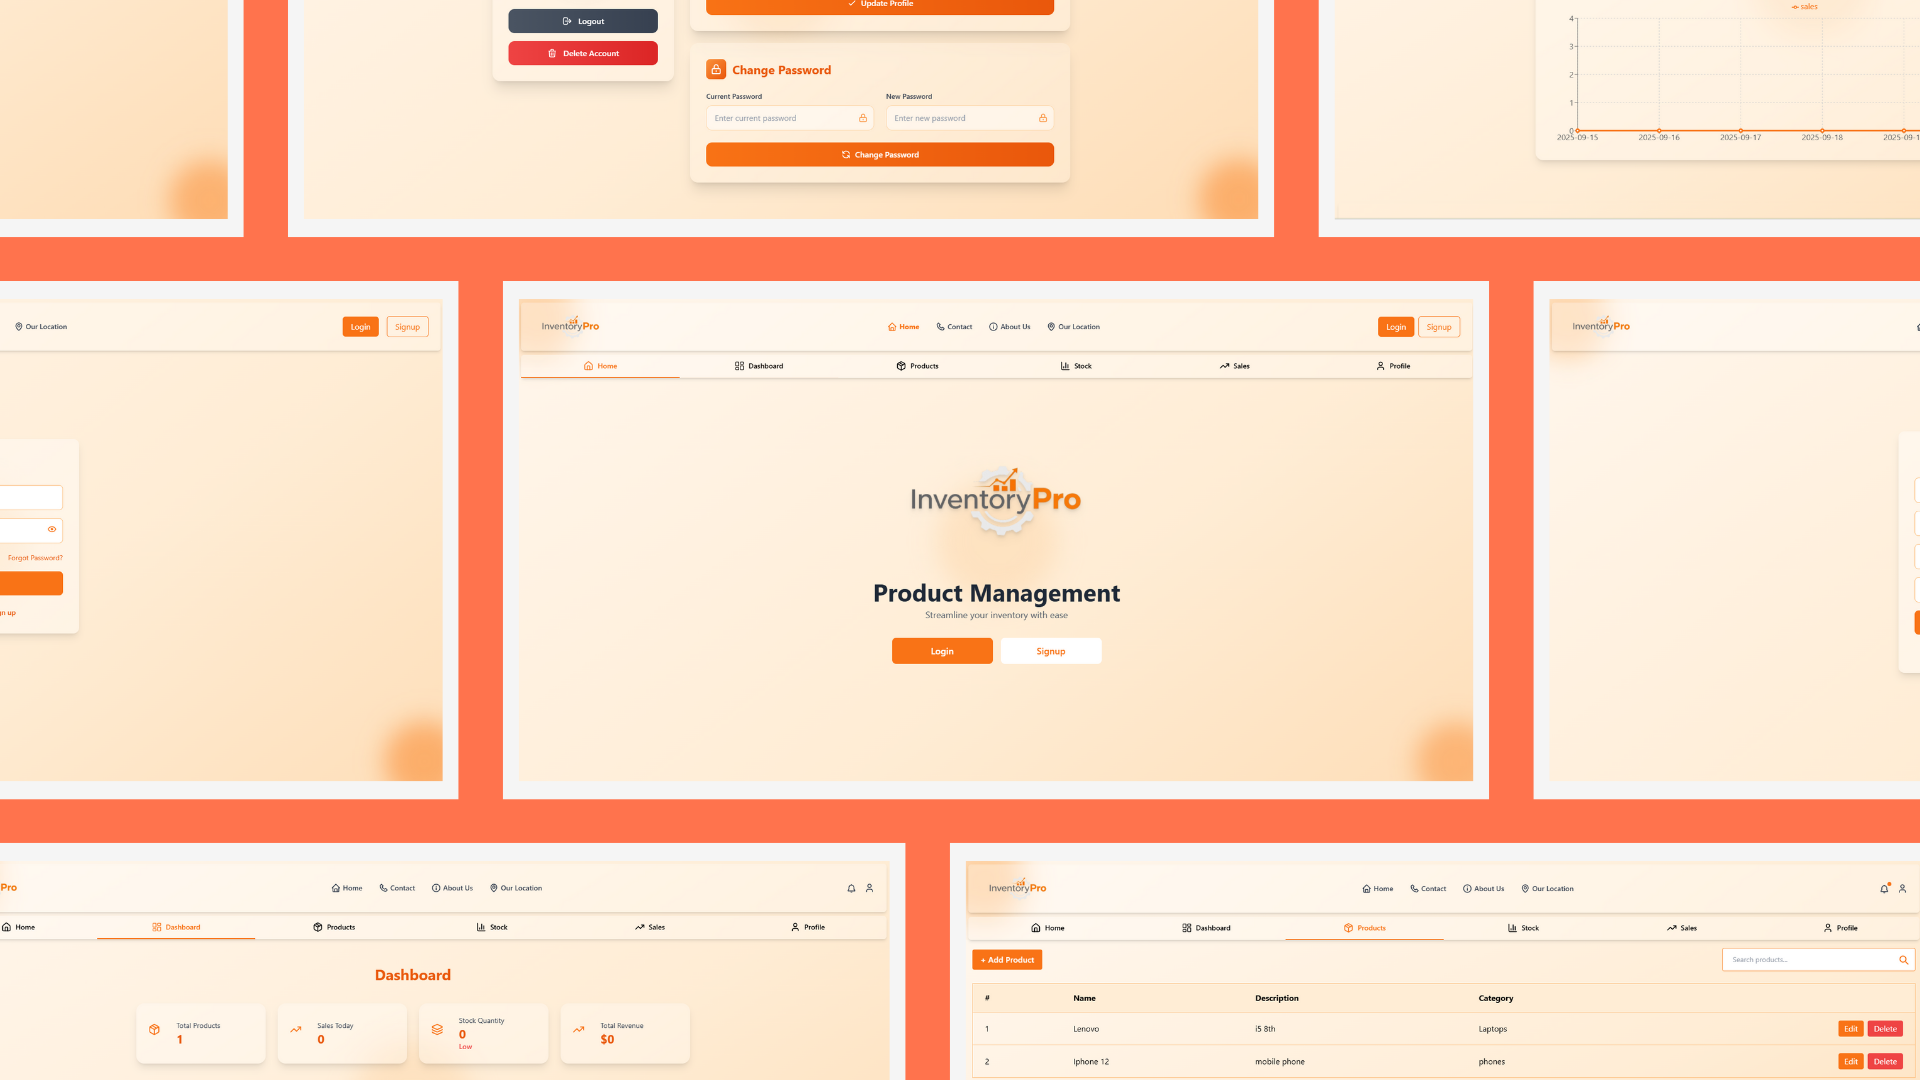 Logout
Delete Account
Update Profile
Change Password
Current Password New Password
Enter current password Enter new password
Change Password
sales
4
3
2
1
0
2025-09-15 2025-09-16 2025-09-17 2025-09-18
Our Location Login Signup
Forgot Password?
InventoryPro Home Contact About Us Our Location Login Signup
Home Dashboard Products Stock Sales Profile
InventoryPro
Product Management
Streamline your inventory with ease
Login Signup
InventoryPro
Pro Home Contact About Us Our Location
Home Dashboard Products Stock Sales Profile
Dashboard
Total Products
1
Sales Today
0
Stock Quantity
0
Low
Total Revenue
$0
InventoryPro Home Contact About Us Our Location
Home Dashboard Products Stock Sales Profile
+ Add Product Search products...
# Name Description Category
1 Lenovo i5 8th Laptops Edit Delete
2 Iphone 12 mobile phone phones Edit Delete